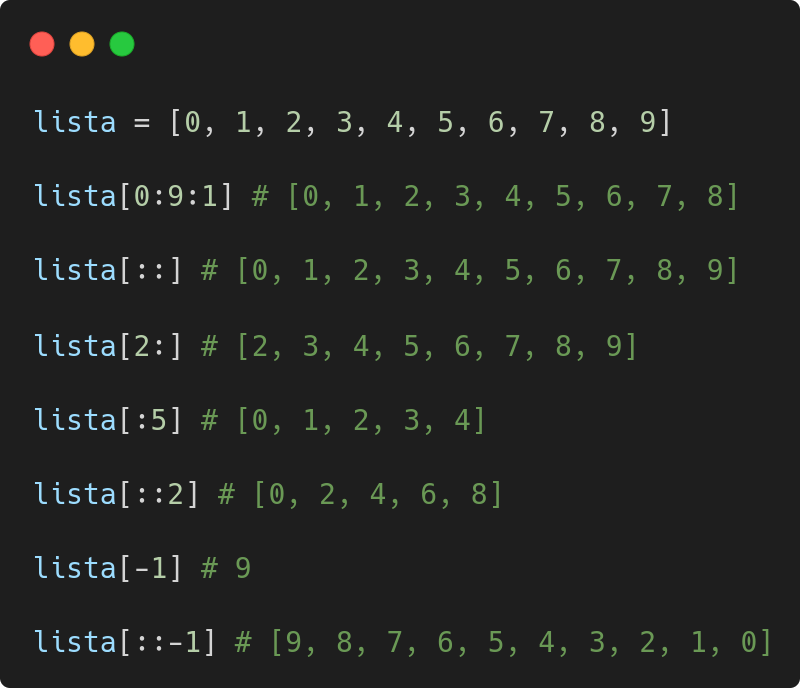 lista = [0, 1, 2, 3, 4, 5, 6, 7, 8, 9]
lista[0:9:1] # [0, 1, 2, 3, 4, 5, 6, 7, 8]
lista[::] # [0, 1, 2, 3, 4, 5, 6, 7, 8, 9]
lista[2:] # [2, 3, 4, 5, 6, 7, 8, 9]
lista[:5] # [0, 1, 2, 3, 4]
lista[::2] # [0, 2, 4, 6, 8]
lista[-1] # 9
lista[::-1] # [9, 8, 7, 6, 5, 4, 3, 2, 1, 0]